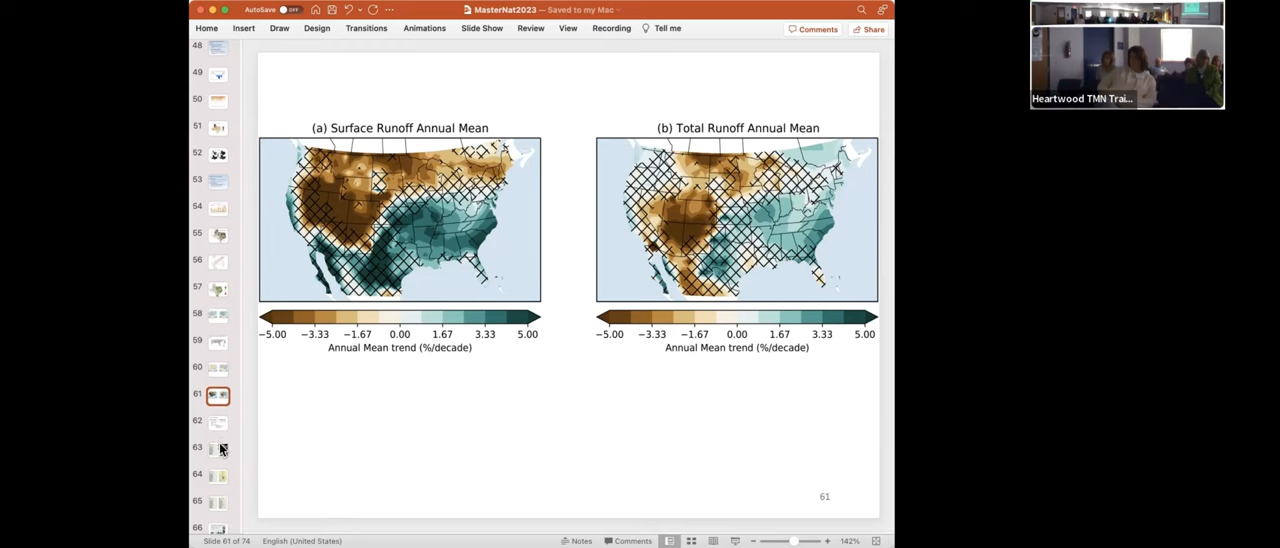 AutoSave OFF
MasterNat2023 — Saved to my Mac
Home Insert Draw Design Transitions Animations Slide Show Review View Recording Tell me Comments Share
48
49
50
51
52
53
54
55
56
57
58
59
60
61
62
63
64
65
66
(a) Surface Runoff Annual Mean
−5.00 −3.33 −1.67 0.00 1.67 3.33 5.00
Annual Mean trend (%/decade)
(b) Total Runoff Annual Mean
−5.00 −3.33 −1.67 0.00 1.67 3.33 5.00
Annual Mean trend (%/decade)
61
Slide 61 of 74 English (United States) Notes Comments 142%
Heartwood TMN Trai...